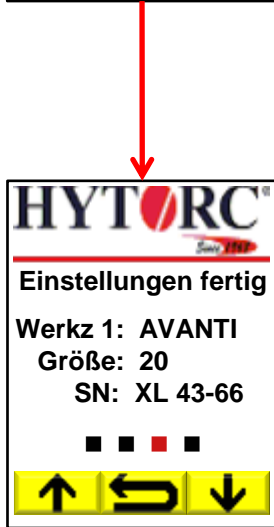 HYTORC®
Since 1968
Einstellungen fertig
Werkz 1: AVANTI
Größe: 20
SN: XL 43-66